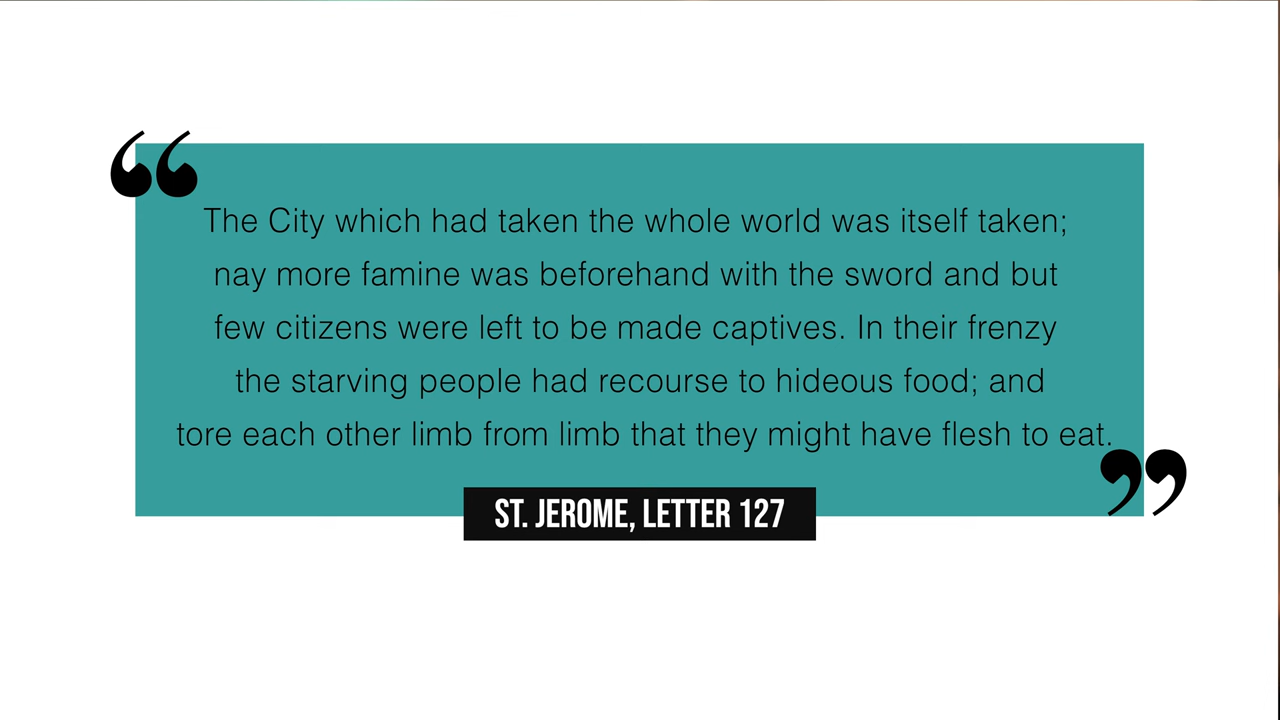 “
The City which had taken the whole world was itself taken;
nay more famine was beforehand with the sword and but
few citizens were left to be made captives. In their frenzy
the starving people had recourse to hideous food; and
tore each other limb from limb that they might have flesh to eat.
”
ST. JEROME, LETTER 127